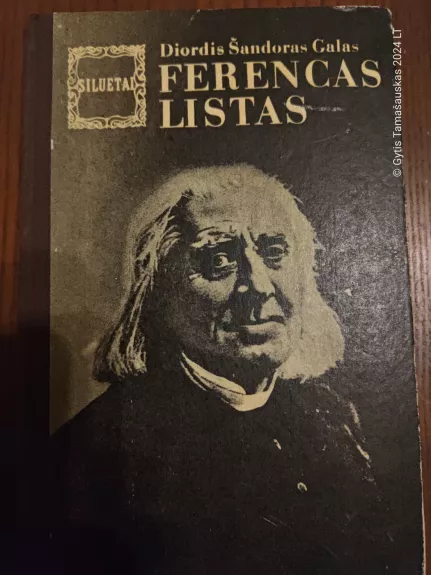 SILUETAI
Diordis Šandoras Galas
FERENCAS
LISTAS
© Gytis Tamašauskas 2024 LT